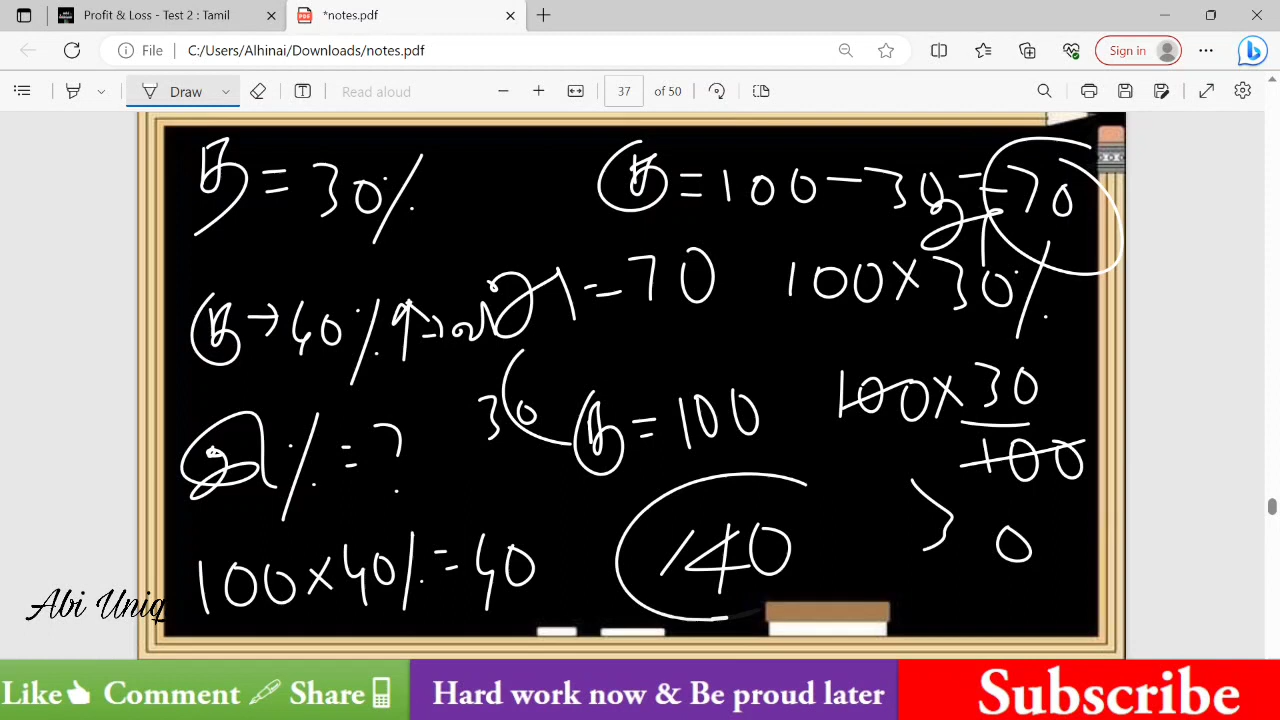 Profit & Loss - Test 2 : Tamil
*notes.pdf
File
C:/Users/Alhinai/Downloads/notes.pdf
Sign in
Draw
Read aloud
37 of 50
ந = 30%
= 100 - 30 = 70
40%
= 70
100 x 30%
30
= 100
100 x 30
100
% = ?
140
30
100 x 40% = 40
Abi Uniq
Like Comment Share
Hard work now & Be proud later
Subscribe